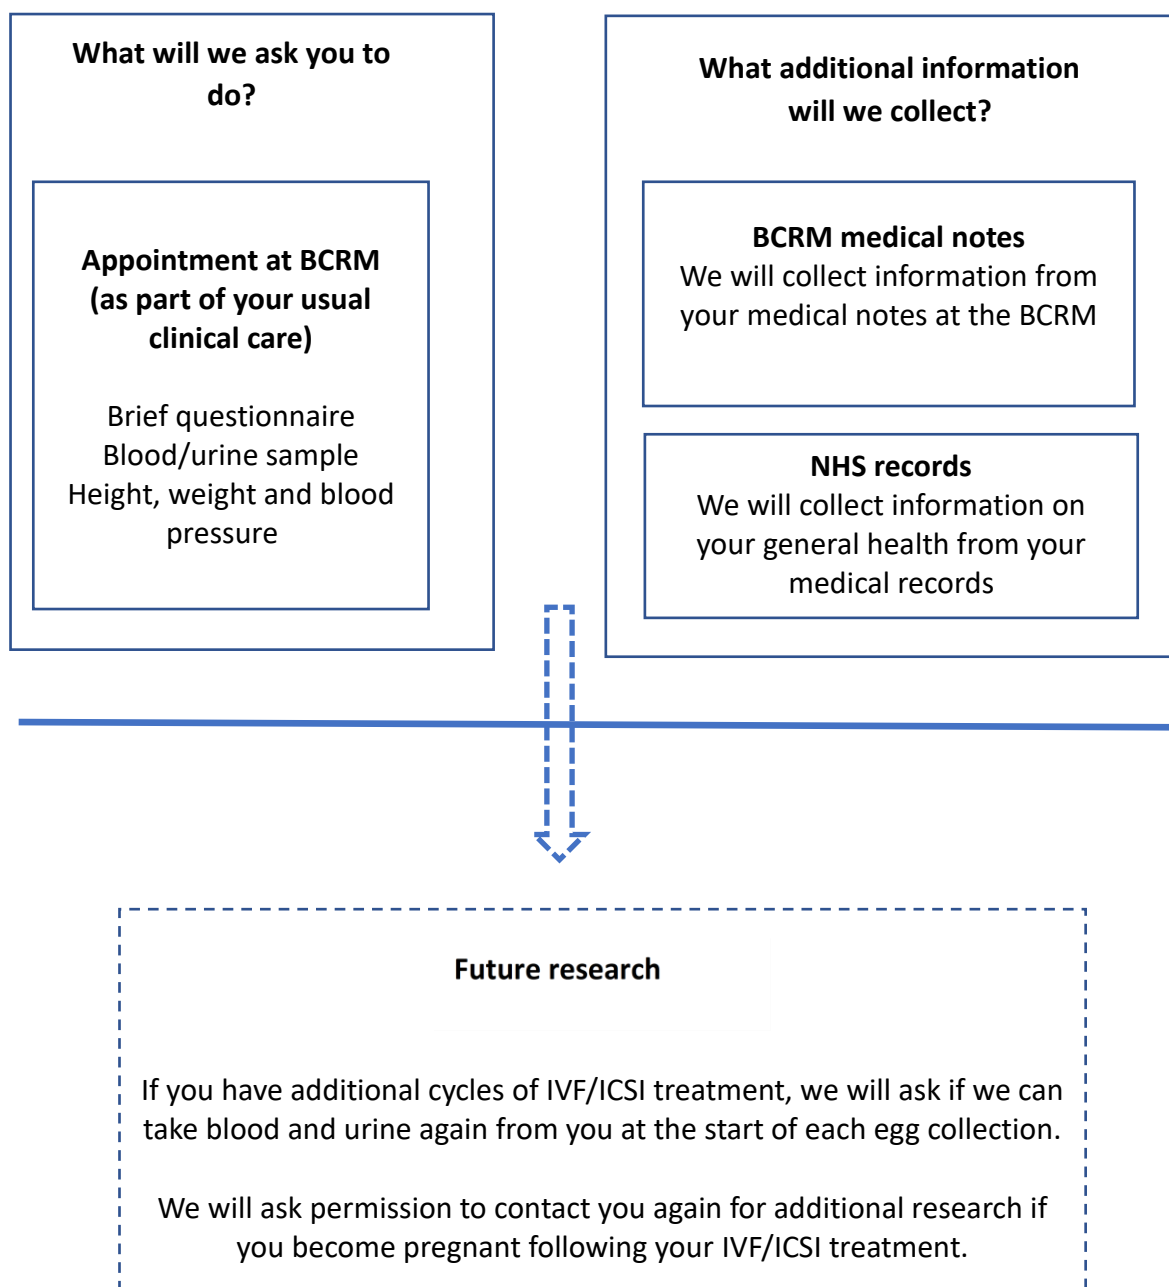 What will we ask you to
do?
Appointment at BCRM
(as part of your usual
clinical care)
Brief questionnaire
Blood/urine sample
Height, weight and blood
pressure
What additional information
will we collect?
BCRM medical notes
We will collect information from
your medical notes at the BCRM
NHS records
We will collect information on
your general health from your
medical records
Future research
If you have additional cycles of IVF/ICSI treatment, we will ask if we can
take blood and urine again from you at the start of each egg collection.
We will ask permission to contact you again for additional research if
you become pregnant following your IVF/ICSI treatment.